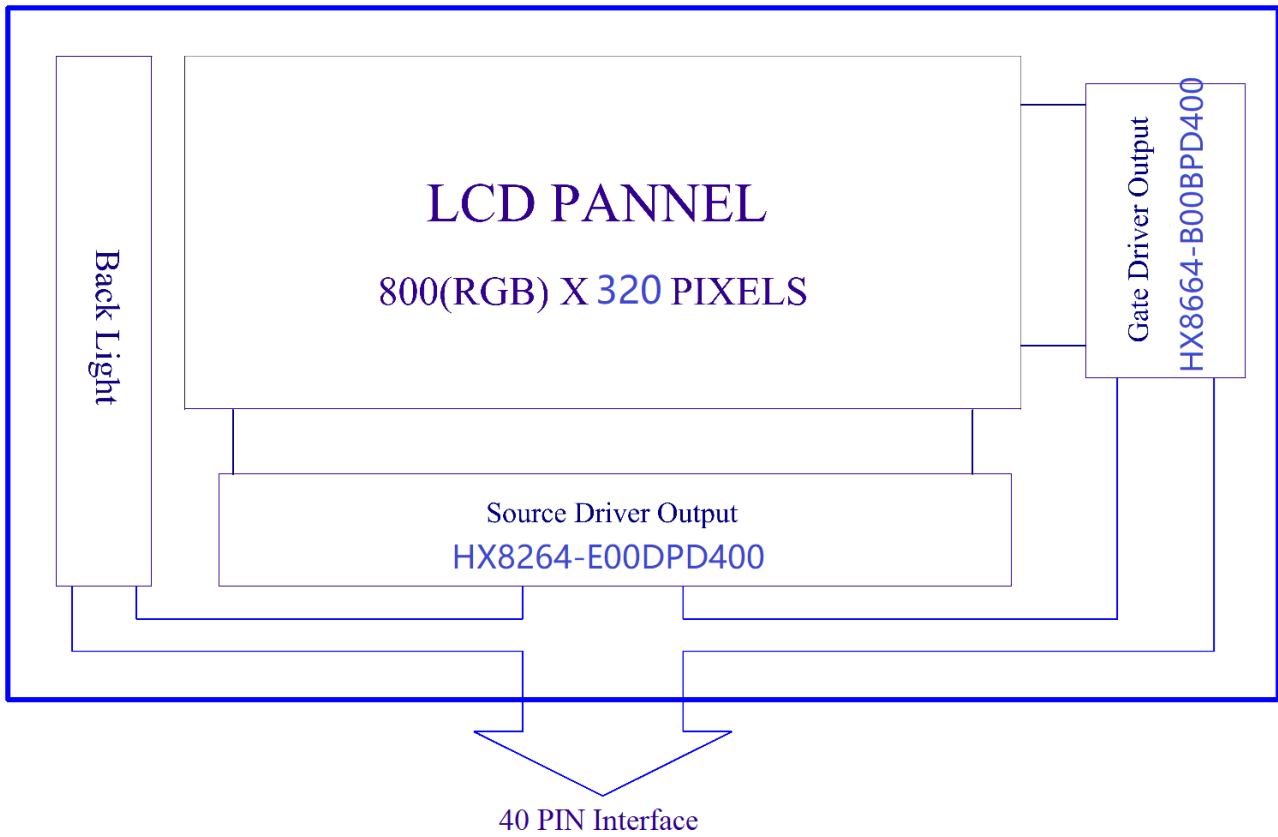 Back Light
LCD PANNEL
800(RGB) X 320 PIXELS
Gate Driver Output
HX8664-B00BPD400
Source Driver Output
HX8264-E00DPD400
40 PIN Interface